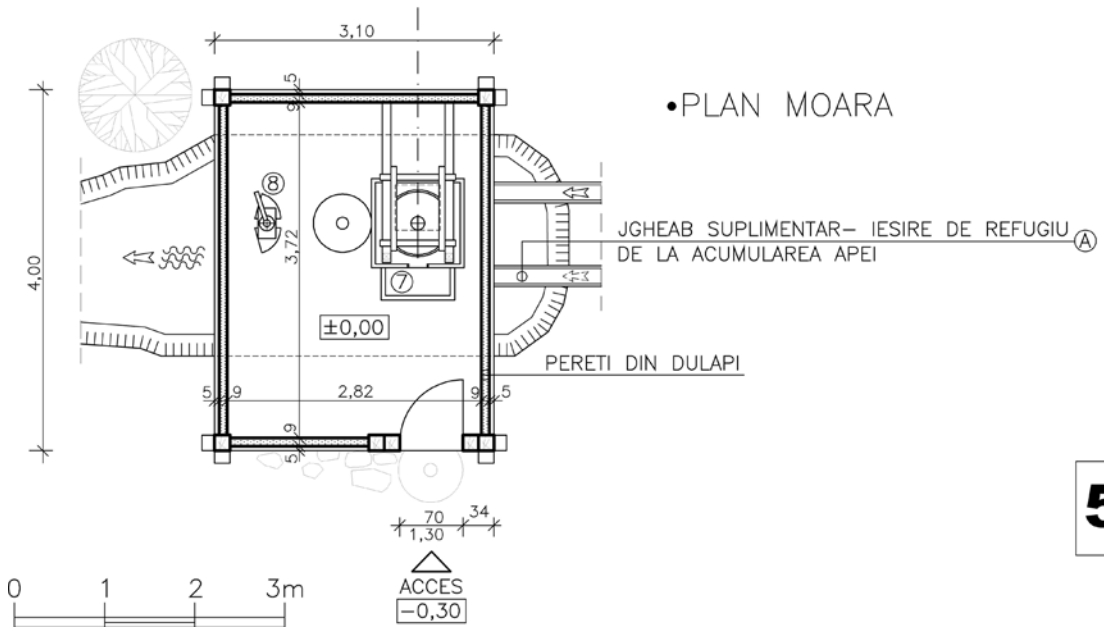 3,10
•PLAN MOARA
5
9
8
JGHEAB SUPLIMENTAR– IESIRE DE REFUGIU
DE LA ACUMULAREA APEI
A
4,00
3,72
7
±0,00
PERETI DIN DULAPI
5 9 2,82 9 5
9
5
70 34
1,30
5
0 1 2 3m
ACCES
−0,30